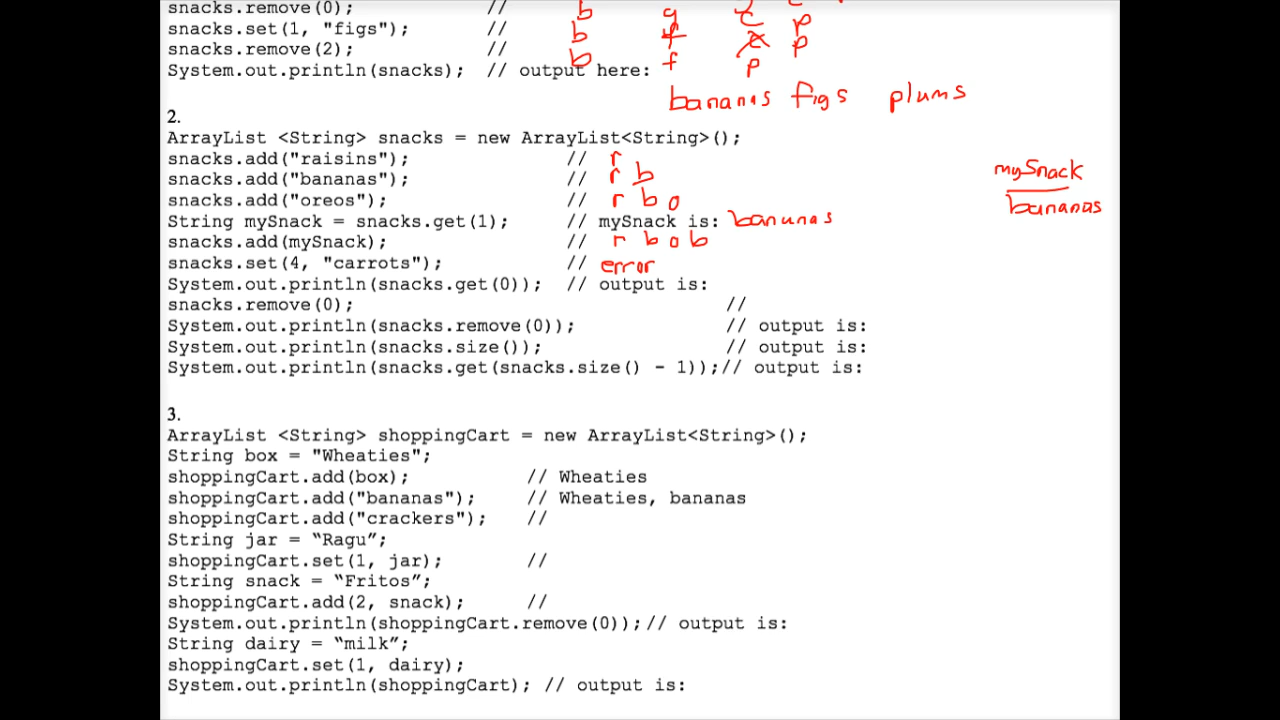 snacks.remove(0); // b g
snacks.set(1, "figs"); // b f c p
snacks.remove(2); // b f c p
System.out.println(snacks); // output here: b f p
bananas figs plums
2.
ArrayList <String> snacks = new ArrayList<String>();
snacks.add("raisins"); // r
snacks.add("bananas"); // r b
mySnack
snacks.add("oreos"); // r b o
bananas
String mySnack = snacks.get(1); // mySnack is: bananas
snacks.add(mySnack); // r b o b
snacks.set(4, "carrots"); // error
System.out.println(snacks.get(0)); // output is:
snacks.remove(0); //
System.out.println(snacks.remove(0)); // output is:
System.out.println(snacks.size()); // output is:
System.out.println(snacks.get(snacks.size() - 1));// output is:
3.
ArrayList <String> shoppingCart = new ArrayList<String>();
String box = "Wheaties";
shoppingCart.add(box); // Wheaties
shoppingCart.add("bananas"); // Wheaties, bananas
shoppingCart.add("crackers"); //
String jar = “Ragu”;
shoppingCart.set(1, jar); //
String snack = “Fritos”;
shoppingCart.add(2, snack); //
System.out.println(shoppingCart.remove(0));// output is:
String dairy = “milk”;
shoppingCart.set(1, dairy);
System.out.println(shoppingCart); // output is: